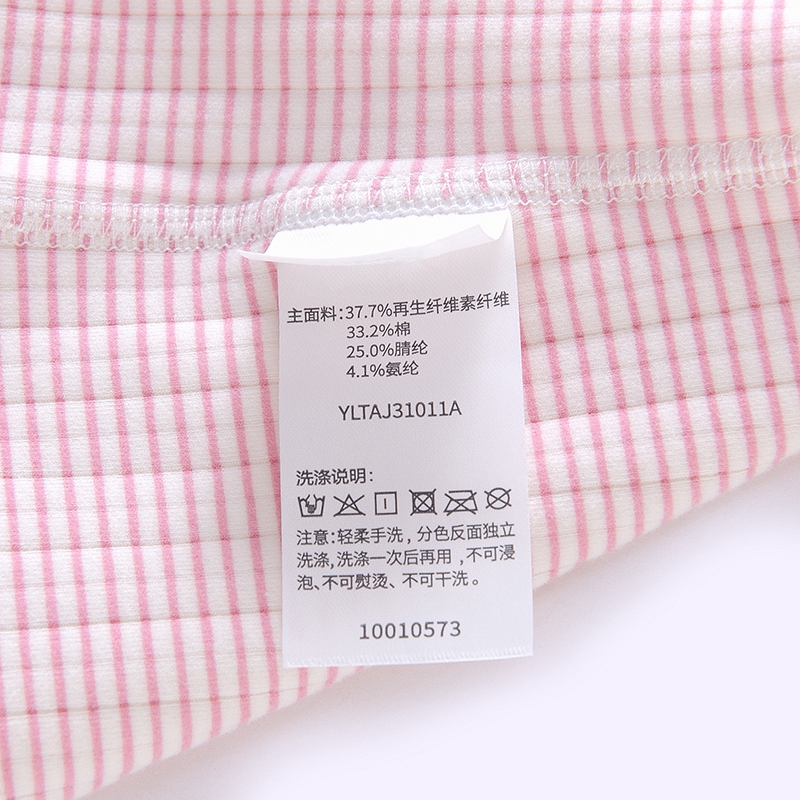 主面料:37.7%再生纤维素纤维
33.2%棉
25.0%腈纶
4.1%氨纶
YLTAJ31011A
洗涤说明:
注意:轻柔手洗,分色反面独立
洗涤,洗涤一次后再用,不可浸
泡、不可熨烫、不可干洗。
10010573